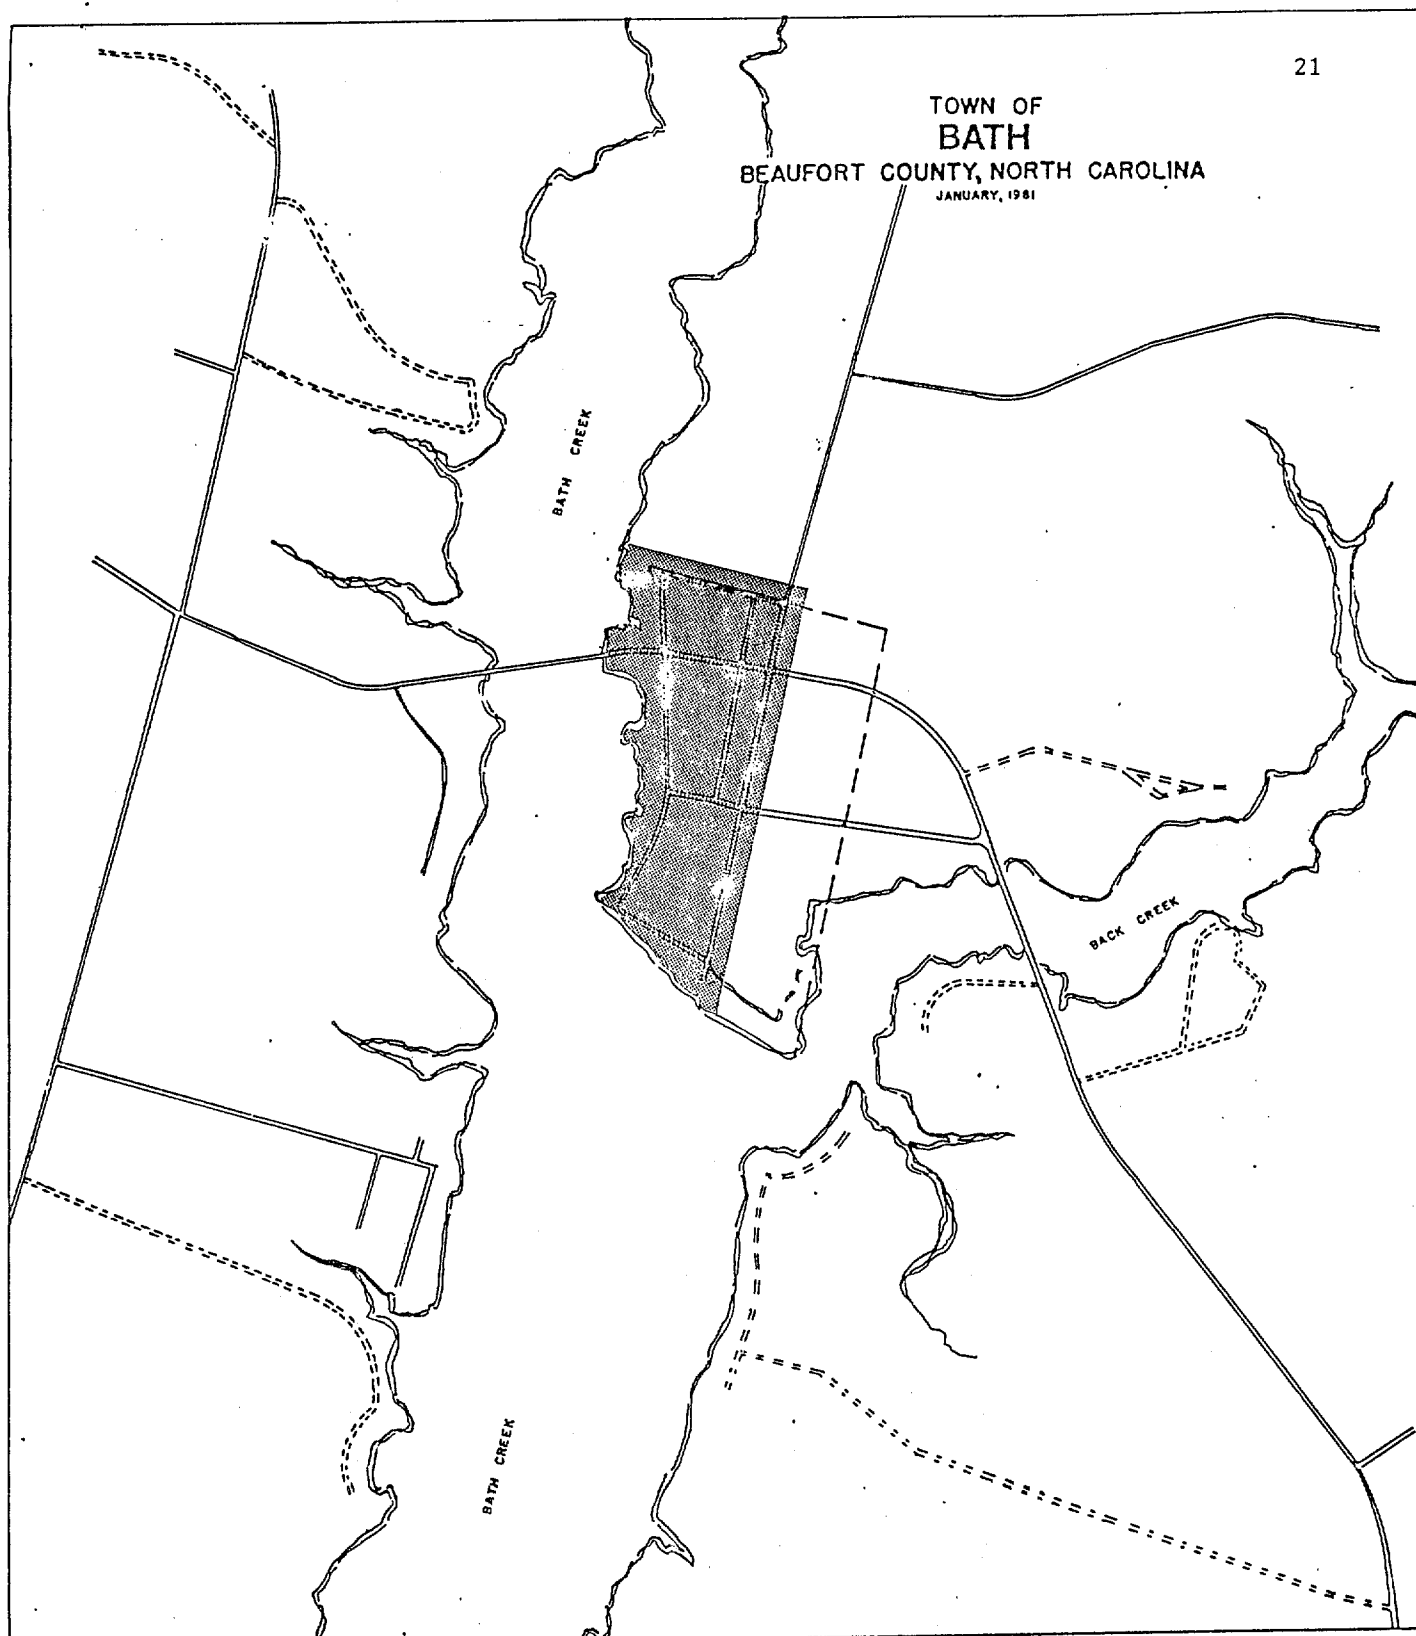 21
TOWN OF
BATH
BEAUFORT COUNTY, NORTH CAROLINA
JANUARY, 1981
BATH CREEK
BACK CREEK
BATH CREEK